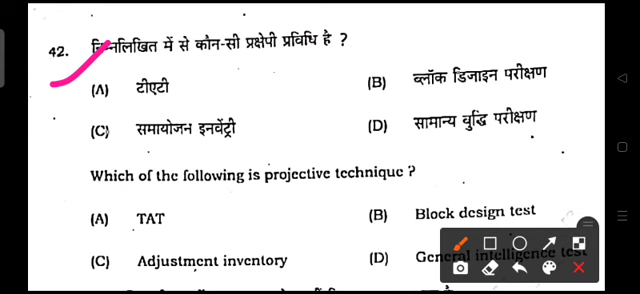 42. निम्नलिखित में से कौन-सी प्रक्षेपी प्रविधि है ?
(A) टीएटी (B) ब्लॉक डिजाइन परीक्षण
(C) समायोजन इनवेंट्री (D) सामान्य बुद्धि परीक्षण
Which of the following is projective technique ?
(A) TAT (B) Block design test
(C) Adjustment inventory (D) General intelligence test